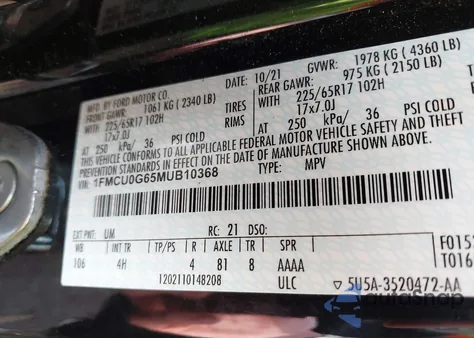 MFD. BY FORD MOTOR CO.
DATE: 10/21 GVWR: 1978 KG ( 4360 LB)
FRONT GAWR: 1061 KG ( 2340 LB) REAR GAWR: 975 KG ( 2150 LB)
WITH 225/65R17 102H TIRES WITH 225/65R17 102H
17x7.0J RIMS 17x7.0J
AT 250 kPa/ 36 PSI COLD AT 250 kPa/ 36 PSI COLD
THIS VEHICLE CONFORMS TO ALL APPLICABLE FEDERAL MOTOR VEHICLE SAFETY AND THEFT
PREVENTION STANDARDS IN EFFECT ON THE DATE OF MANUFACTURE SHOWN ABOVE.
VIN: 1FMCU0G65MUB10368 TYPE: MPV
EXT PNT: UM RC: 21 DSO:
WB INT TR TP/PS R AXLE TR SPR
106 4H 4 81 8 AAAA
1202110148208 ULC
5U5A-3520472-AA
F015
T016
autoSnap